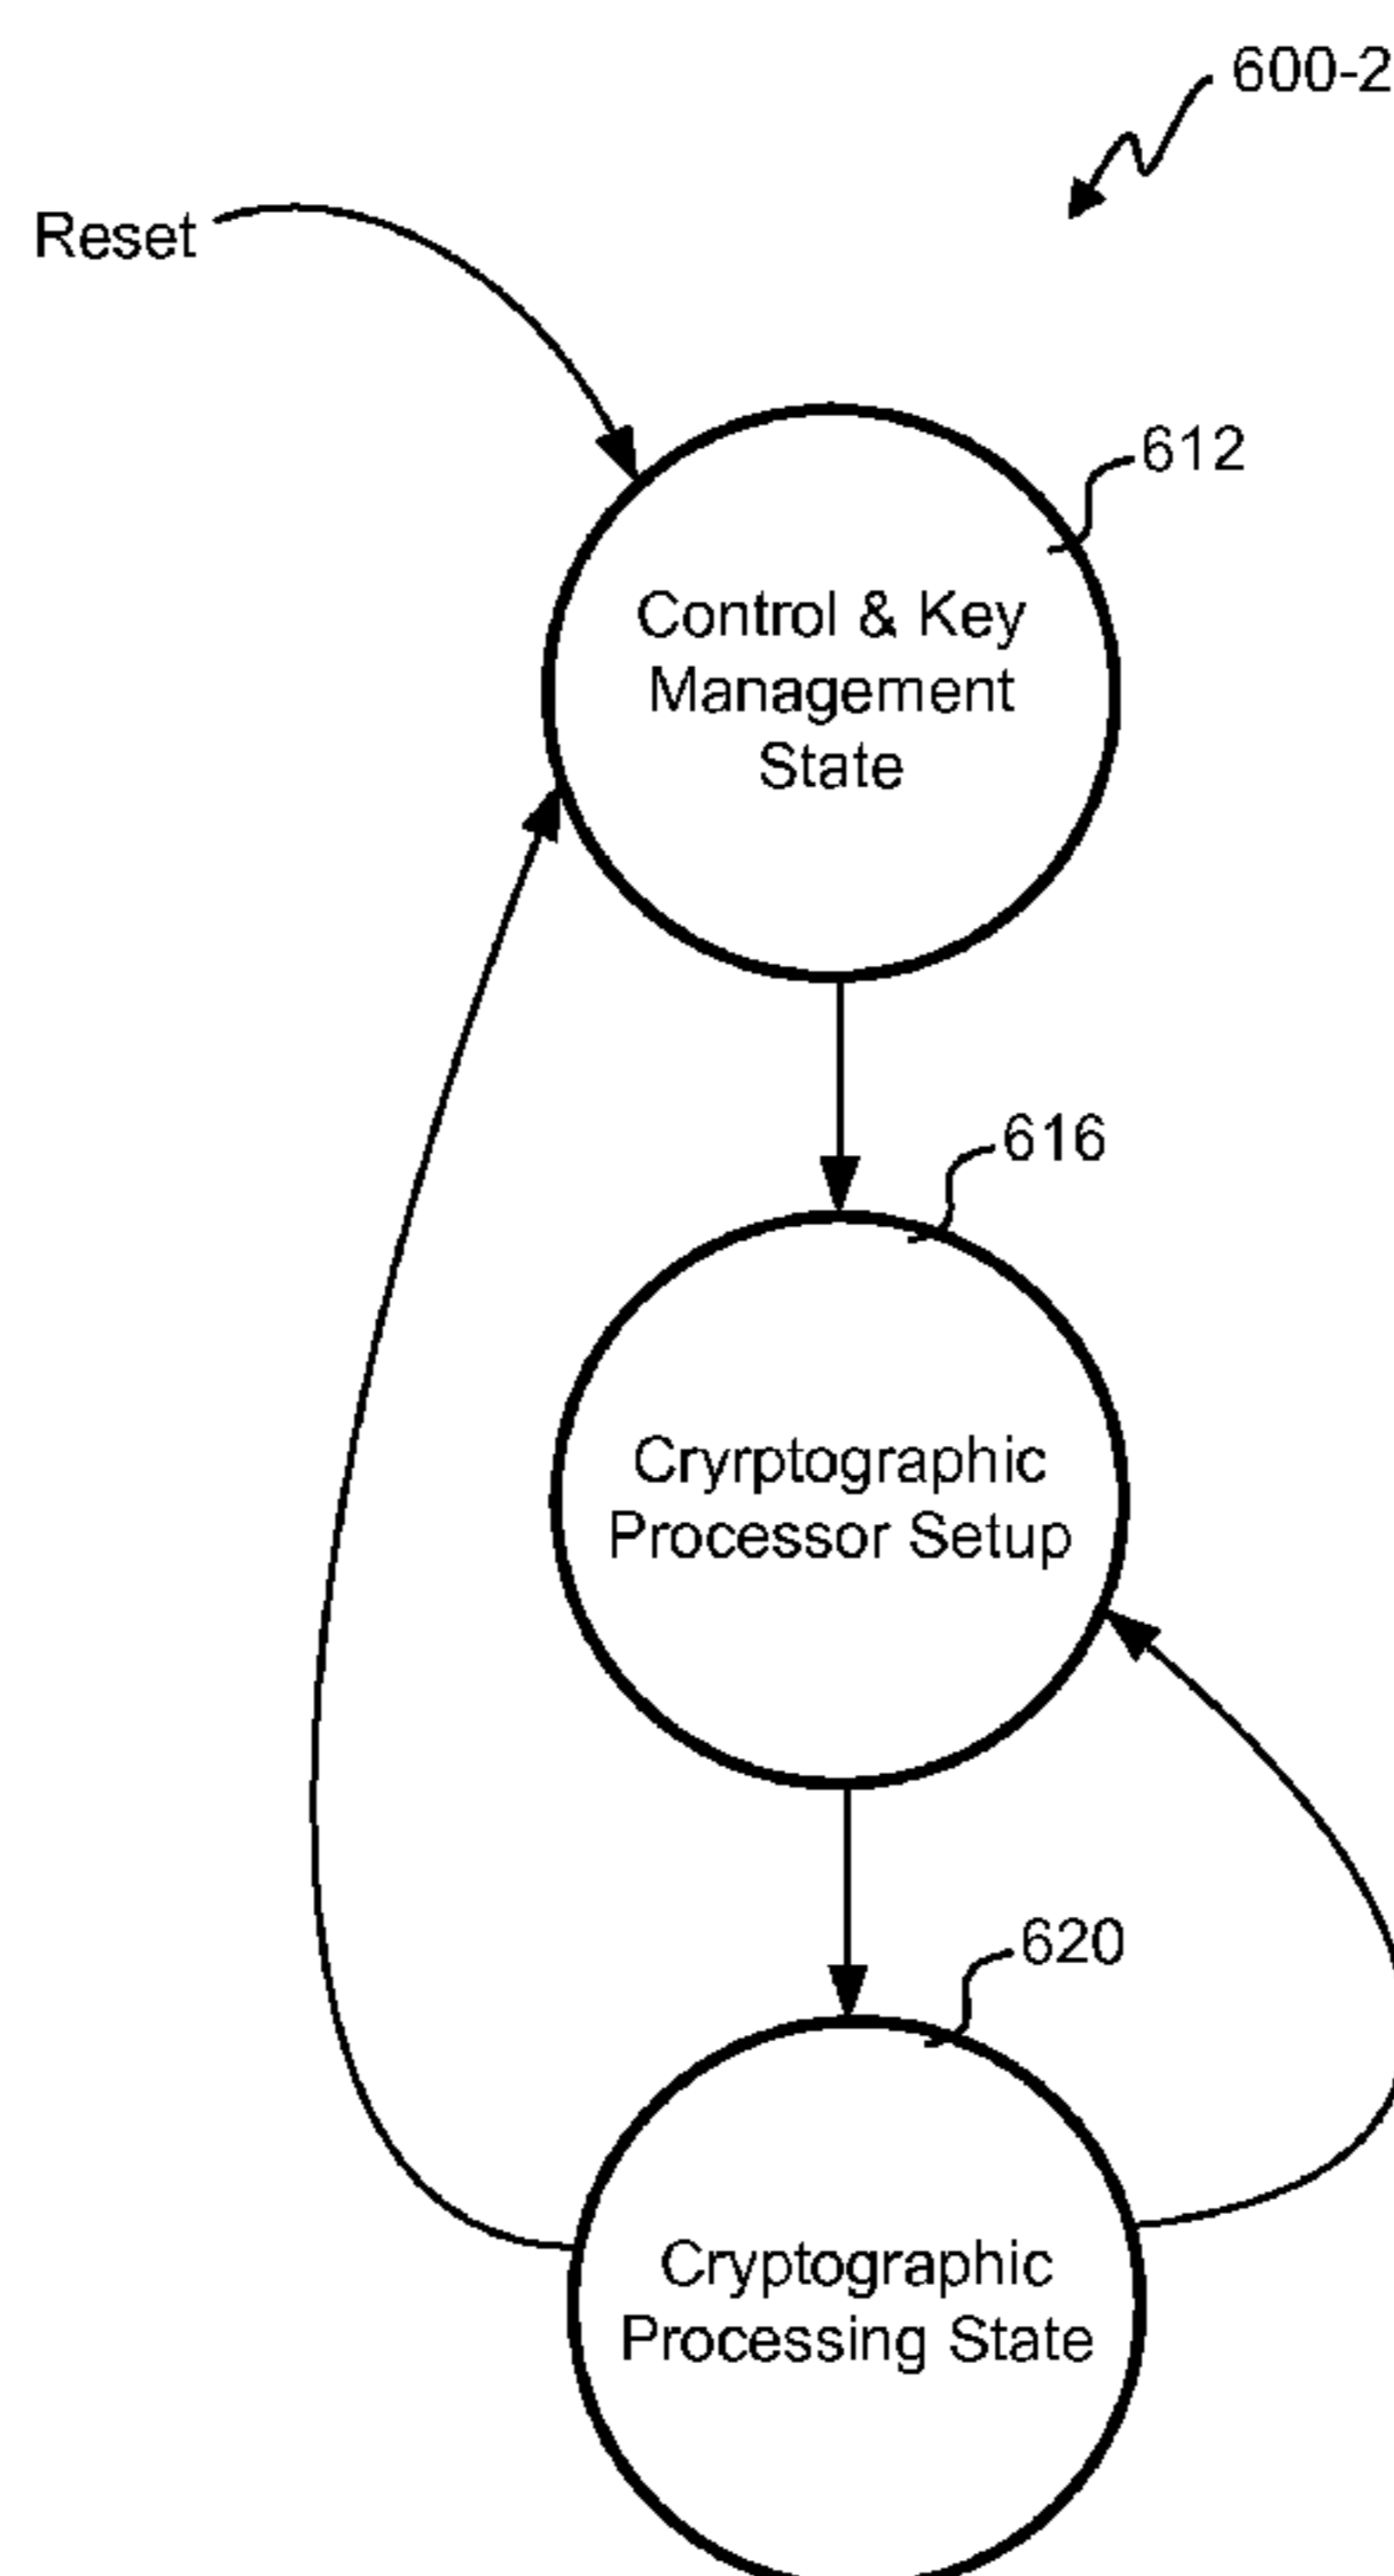 600-2
Reset
612
Control & Key
Management
State
616
Cryrptographic
Processor Setup
620
Cryptographic
Processing State